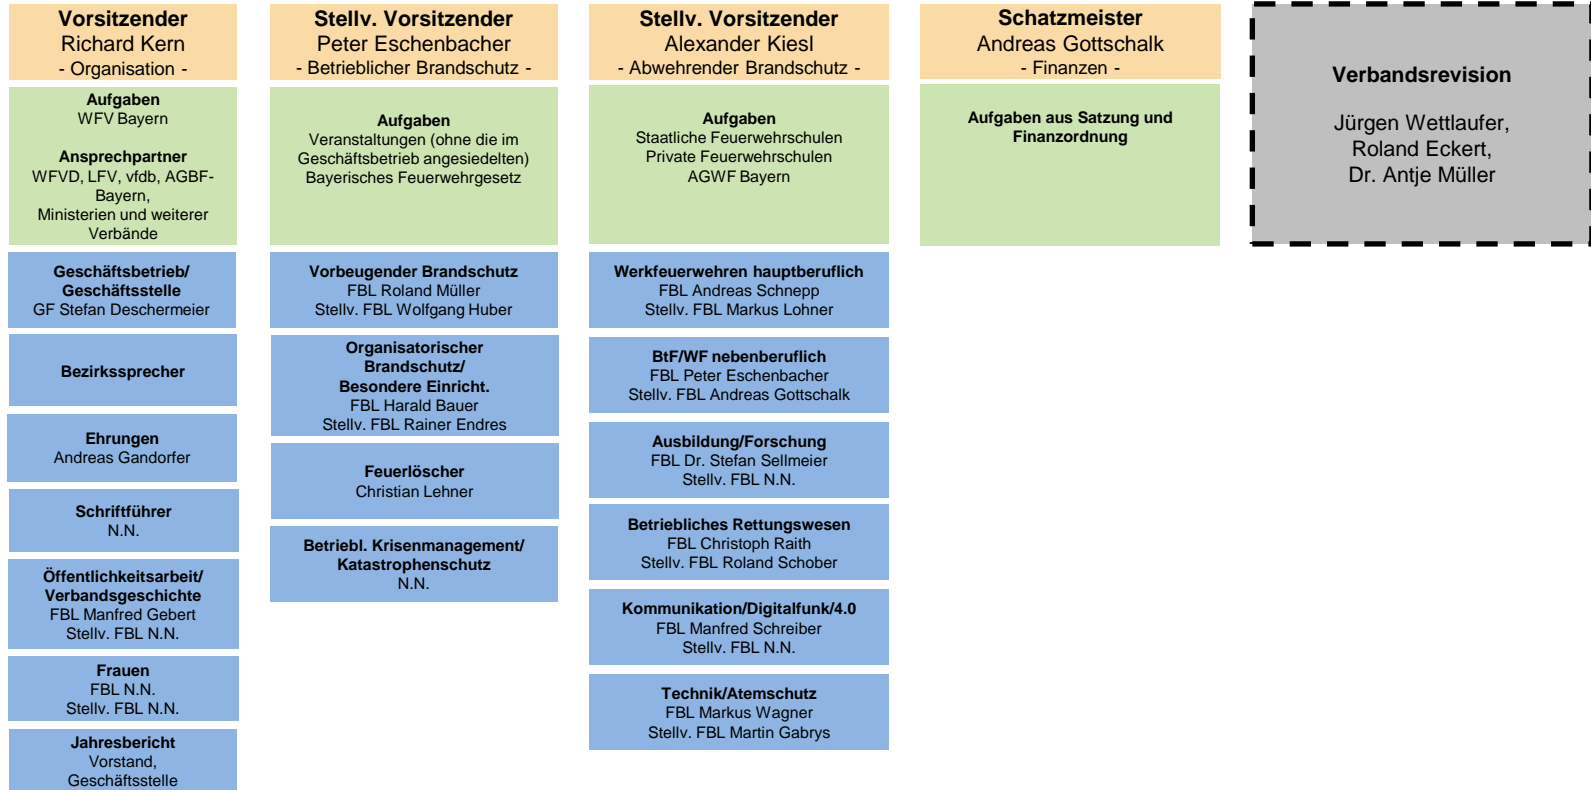 Vorsitzender
Richard Kern
- Organisation -
Aufgaben
WFV Bayern
Ansprechpartner
WFVD, LFV, vfdb, AGBF-
Bayern,
Ministerien und weiterer
Verbände
Geschäftsbetrieb/
Geschäftsstelle
GF Stefan Deschermeier
Bezirkssprecher
Ehrungen
Andreas Gandorfer
Schriftführer
N.N.
Öffentlichkeitsarbeit/
Verbandsgeschichte
FBL Manfred Gebert
Stellv. FBL N.N.
Frauen
FBL N.N.
Stellv. FBL N.N.
Jahresbericht
Vorstand,
Geschäftsstelle
Stellv. Vorsitzender
Peter Eschenbacher
- Betrieblicher Brandschutz -
Aufgaben
Veranstaltungen (ohne die im
Geschäftsbetrieb angesiedelten)
Bayerisches Feuerwehrgesetz
Vorbeugender Brandschutz
FBL Roland Müller
Stellv. FBL Wolfgang Huber
Organisatorischer
Brandschutz/
Besondere Einricht.
FBL Harald Bauer
Stellv. FBL Rainer Endres
Feuerlöscher
Christian Lehner
Betriebl. Krisenmanagement/
Katastrophenschutz
N.N.
Stellv. Vorsitzender
Alexander Kiesl
- Abwehrender Brandschutz -
Aufgaben
Staatliche Feuerwehrschulen
Private Feuerwehrschulen
AGWF Bayern
Werkfeuerwehren hauptberuflich
FBL Andreas Schnepp
Stellv. FBL Markus Lohner
BtF/WF nebenberuflich
FBL Peter Eschenbacher
Stellv. FBL Andreas Gottschalk
Ausbildung/Forschung
FBL Dr. Stefan Sellmeier
Stellv. FBL N.N.
Betriebliches Rettungswesen
FBL Christoph Raith
Stellv. FBL Roland Schober
Kommunikation/Digitalfunk/4.0
FBL Manfred Schreiber
Stellv. FBL N.N.
Technik/Atemschutz
FBL Markus Wagner
Stellv. FBL Martin Gabrys
Schatzmeister
Andreas Gottschalk
- Finanzen -
Aufgaben aus Satzung und
Finanzordnung
Verbandsrevision
Jürgen Wettlaufer,
Roland Eckert,
Dr. Antje Müller